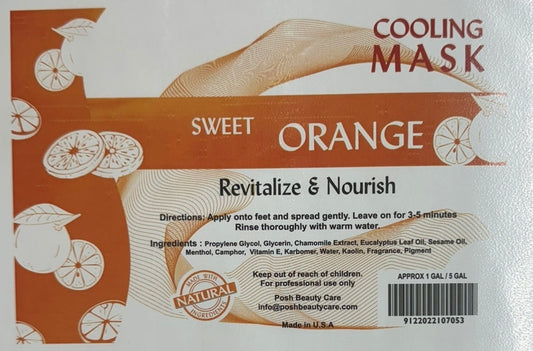 COOLING
MASK
SWEET ORANGE
Revitalize & Nourish
Directions: Apply onto feet and spread gently. Leave on for 3-5 minutes
Rinse thoroughly with warm water.
Ingredients : Propylene Glycol, Glycerin, Chamomile Extract, Eucalyptus Leaf Oil, Sesame Oil,
Menthol, Camphor, Vitamin E, Karbomer, Water, Kaolin, Fragrance, Pigment
Keep out of reach of children.
For professional use only
Posh Beauty Care
info@poshbeautycare.com
Made in U.S.A
MADE WITH
NATURAL
INGREDIENTS
APPROX 1 GAL / 5 GAL
9122022107053